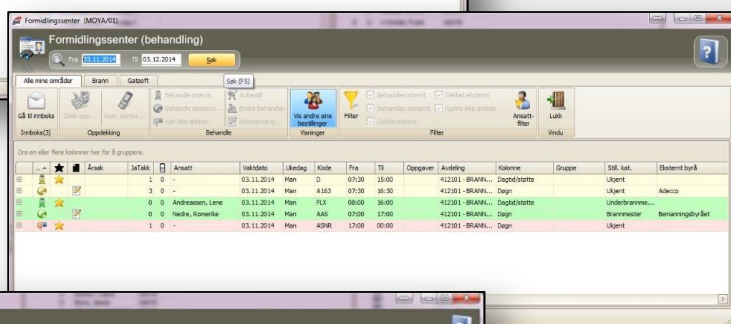 Formidlingssenter (MOYA/01)
Formidlingssenter (behandling)
Fra 23.11.2014 Til 03.12.2014 Søk
Alle mine områder Brann Gatsoft
Søk (F5)
Gå til innboks
Behandle internt
Avbestill
Behandle eksternt
Endre behandler
Kan ikke dekkes
Kommentarer
Vis andre sine bestillinger
Filter
Behandles internt Dekket eksternt
Behandles eksternt Kunne ikke dekkes
Dekket internt
Ansatt-filter
Lukk
Innboks(3) Oppdekking Behandle Visninger Filter Vindu
Dra en eller flere kolonner her for å gruppere.
Årsak JaTakk Ansatt Vaktdato Ukedag Kode Fra Til Oppgaver Avdeling Kolonne Gruppe Still. kat. Eksternt byrå
1 0 - 03.11.2014 Man D 07:30 15:00 412101 - BRANN... Dagtid/støtte Ukjent
3 0 - 03.11.2014 Man A163 07:30 16:30 412101 - BRANN... Døgn Ukjent Adecco
0 0 Andreassen, Lene 03.11.2014 Man FLX 08:00 16:00 412101 - BRANN... Dagtid/støtte Underbrannme...
0 0 Nedre, Romerike 03.11.2014 Man AAS 07:00 17:00 412101 - BRANN... Døgn Brannmester Bemanningsbyrået
1 0 - 03.11.2014 Man ASNR 17:00 00:00 412101 - BRANN... Døgn Ukjent